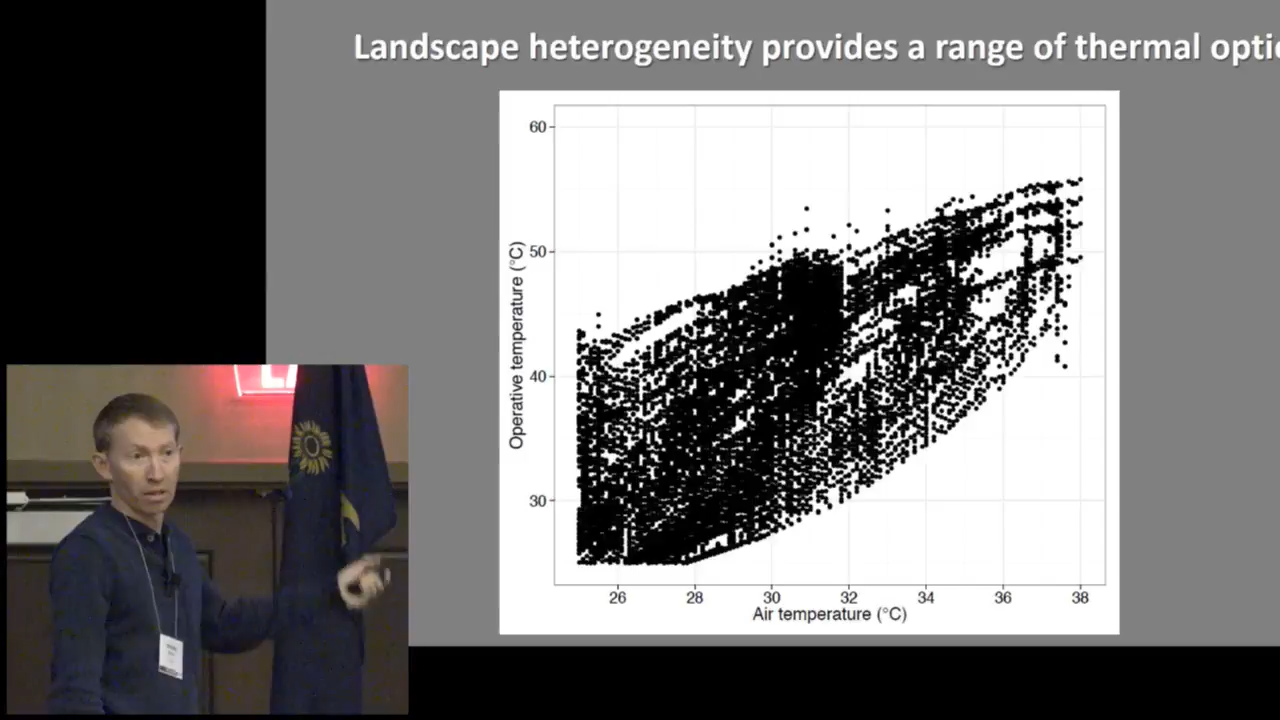 Landscape heterogeneity provides a range of thermal optic
60
50
40
30
Operative temperature (°C)
26 28 30 32 34 36 38
Air temperature (°C)